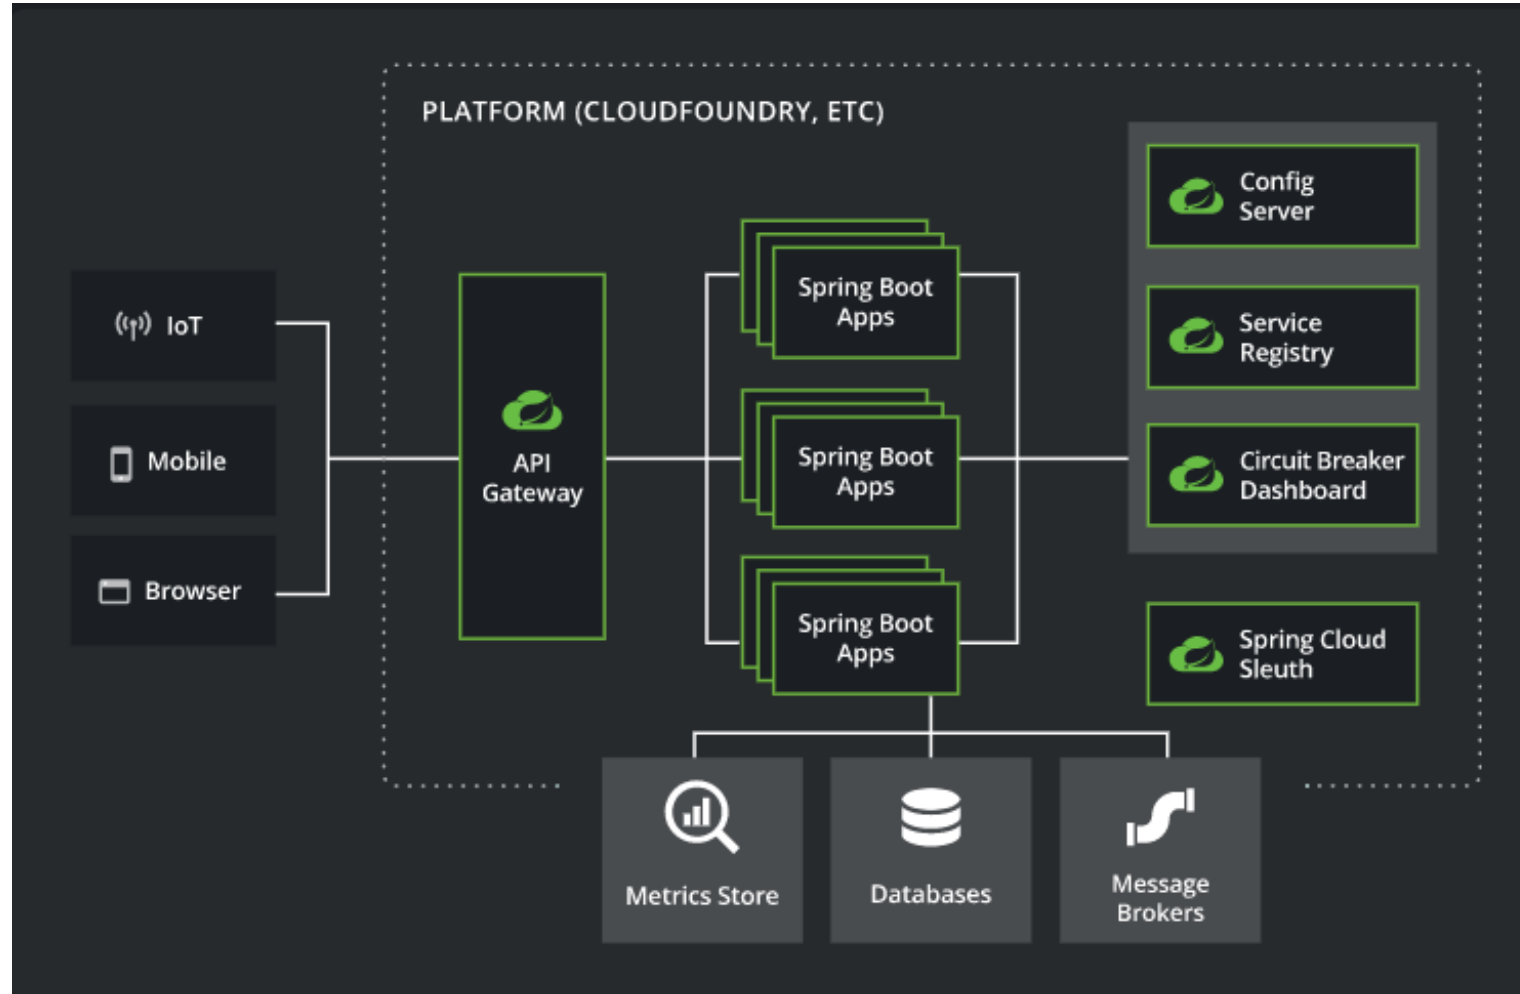 PLATFORM (CLOUDFOUNDRY, ETC)
IoT
Mobile
Browser
API
Gateway
Spring Boot
Apps
Spring Boot
Apps
Spring Boot
Apps
Config
Server
Service
Registry
Circuit Breaker
Dashboard
Spring Cloud
Sleuth
Metrics Store
Databases
Message
Brokers